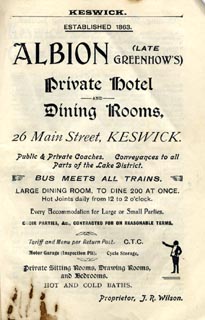 KESWICK.
ESTABLISHED 1863.
ALBION (LATE GREENHOW'S)
Private Hotel
AND
Dining Rooms,
26 Main Street, KESWICK.
Public & Private Coaches. Conveyances to all
Parts of the Lake District.
BUS MEETS ALL TRAINS.
LARGE DINING ROOM, TO DINE 200 AT ONCE.
Hot Joints daily from 12 to 2 o'clock.
Every Accommodation for Large or Small Parties.
PARTIES, &c., CONTRACTED FOR ON REASONABLE TERMS.
Tariff and Menu per Return Post. C.T.C.
Motor Garage (Inspection Pit). Cycle Storage,
Private Sitting Rooms, Drawing Rooms,
and Bedrooms.
HOT AND COLD BATHS.
Proprietor, J. R. Wilson.